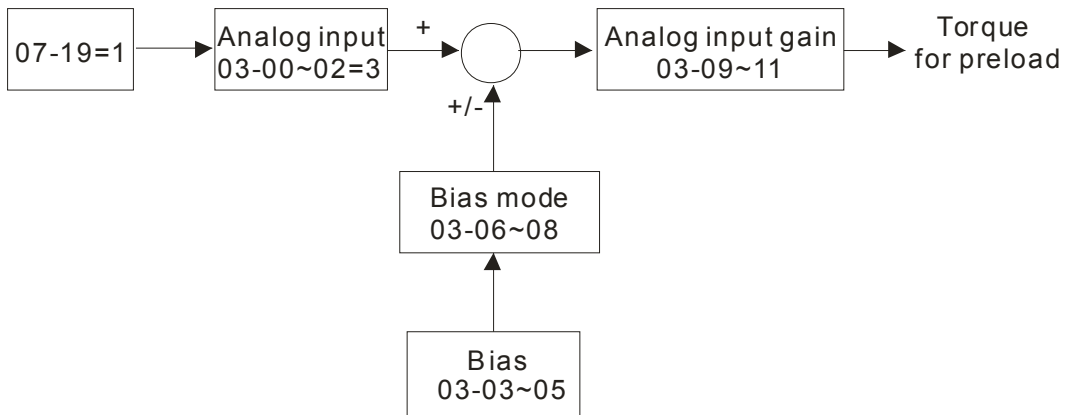 07-19=1
Analog input
03-00~02=3
+
Analog input gain
03-09~11
Torque
for preload
+/-
Bias mode
03-06~08
Bias
03-03~05